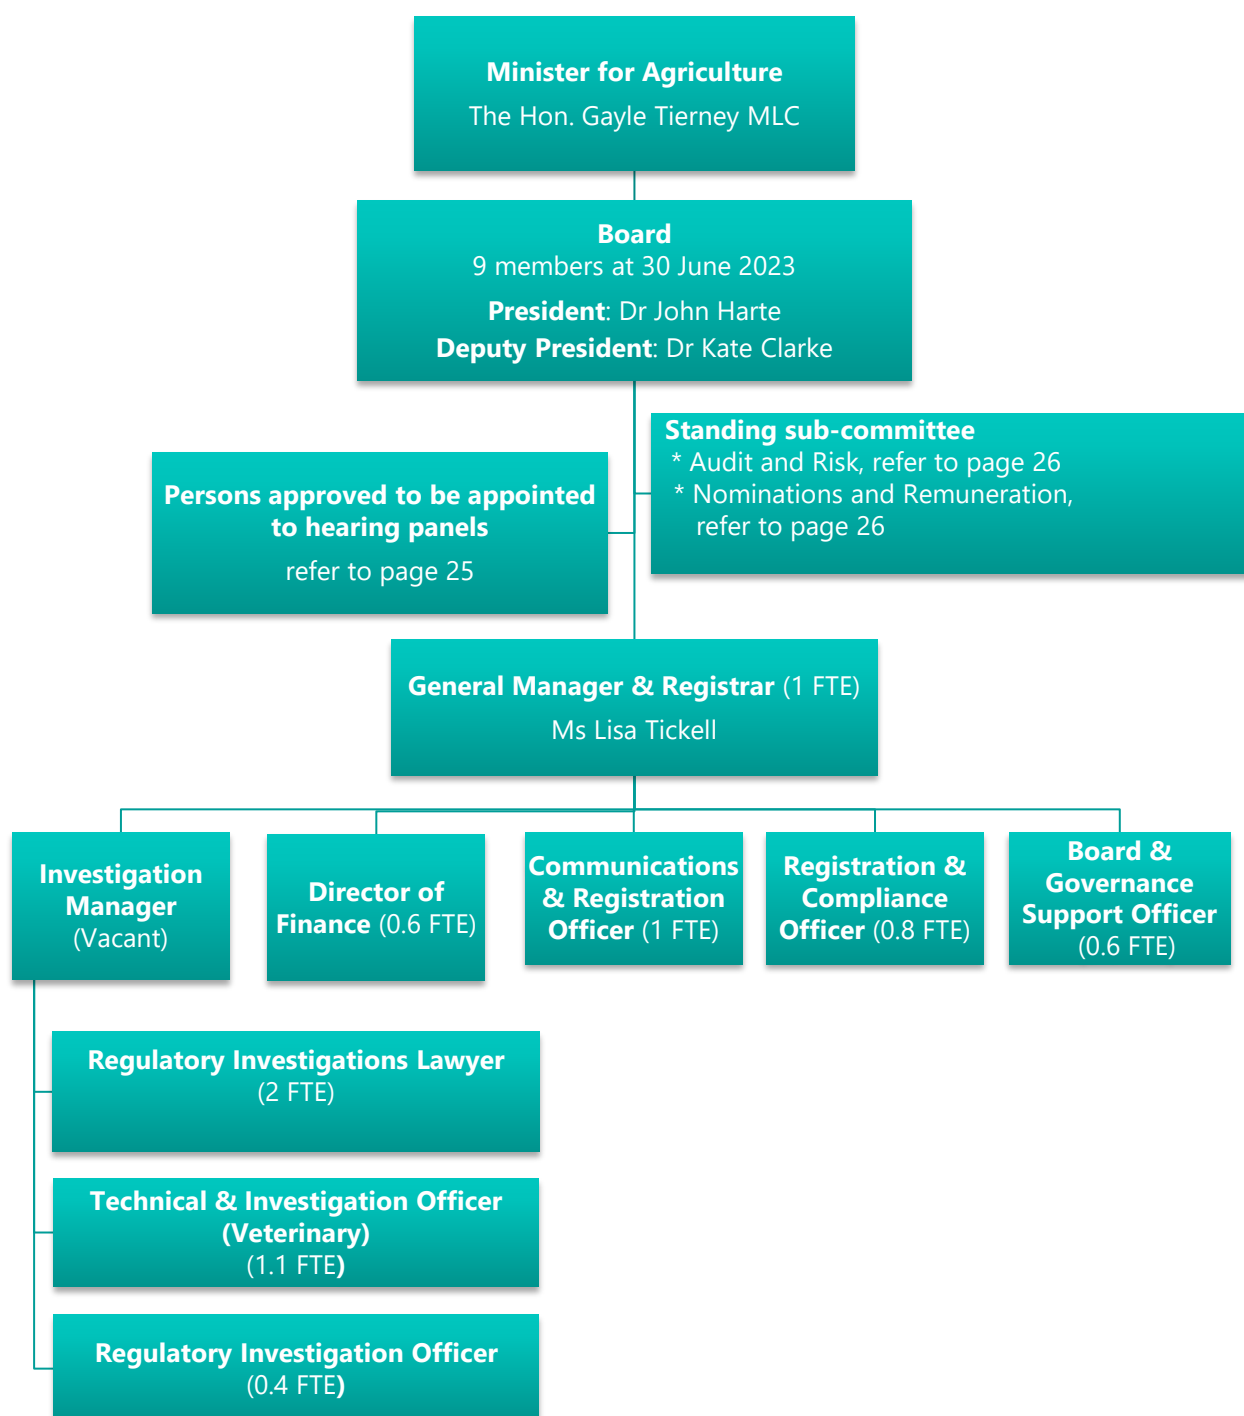 Minister for Agriculture
The Hon. Gayle Tierney MLC
Board
9 members at 30 June 2023
President: Dr John Harte
Deputy President: Dr Kate Clarke
Standing sub-committee
* Audit and Risk, refer to page 26
* Nominations and Remuneration,
refer to page 26
Persons approved to be appointed
to hearing panels
refer to page 25
General Manager & Registrar (1 FTE)
Ms Lisa Tickell
Investigation
Manager
(Vacant)
Director of
Finance (0.6 FTE)
Communications
& Registration
Officer (1 FTE)
Registration &
Compliance
Officer (0.8 FTE)
Board &
Governance
Support Officer
(0.6 FTE)
Regulatory Investigations Lawyer
(2 FTE)
Technical & Investigation Officer
(Veterinary)
(1.1 FTE)
Regulatory Investigation Officer
(0.4 FTE)